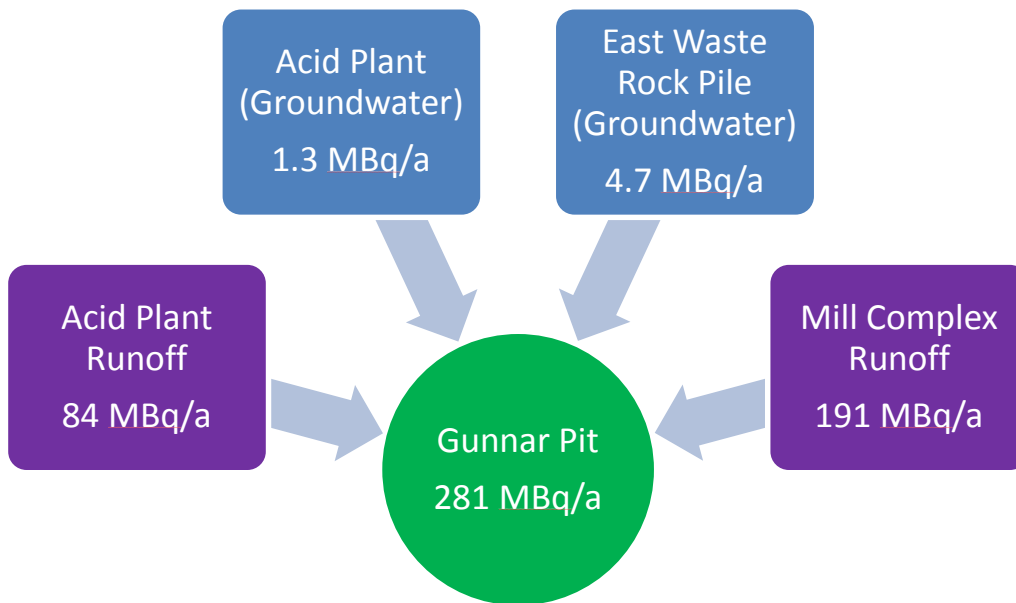 Acid Plant
(Groundwater)
1.3 MBq/a
East Waste
Rock Pile
(Groundwater)
4.7 MBq/a
Acid Plant
Runoff
84 MBq/a
Mill Complex
Runoff
191 MBq/a
Gunnar Pit
281 MBq/a